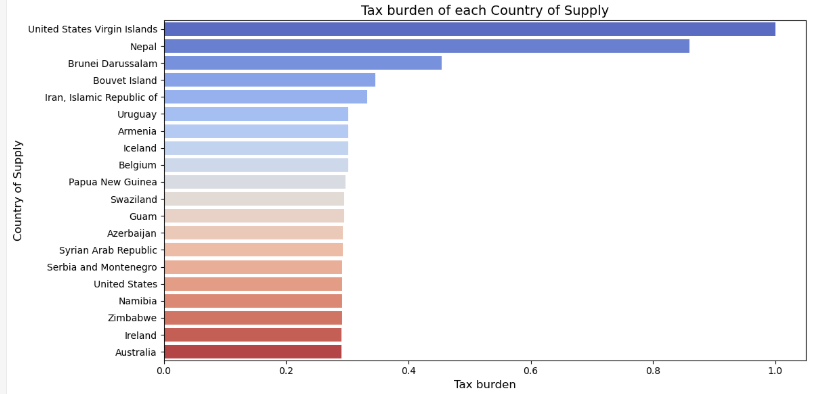 Tax burden of each Country of Supply
United States Virgin Islands
Nepal
Brunei Darussalam
Bouvet Island
Iran, Islamic Republic of
Uruguay
Armenia
Iceland
Belgium
Papua New Guinea
Swaziland
Guam
Azerbaijan
Syrian Arab Republic
Serbia and Montenegro
United States
Namibia
Zimbabwe
Ireland
Australia
Country of Supply
0.0 0.2 0.4 0.6 0.8 1.0
Tax burden